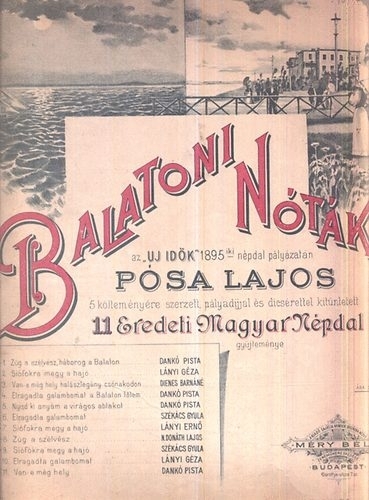 BALATONI NÓTÁK
az „UJ IDŐK" 1895 iki népdal pályázatán
PÓSA LAJOS
5 költeményére szerzett, pályadijjal és dicsérettel kitüntetett
11 Eredeti Magyar Népdal
gyüjteménye
1. Zúg a szélvész, háborog a Balaton DANKÓ PISTA
2. Siófokra megy a hajó LÁNYI GÉZA
3. Van-e még hely halászlegény csónakodon DIENES BARNÁNÉ
4. Elragadta galambomat a Balaton DANKÓ PISTA
5. Nyisd ki anyám a virágos ablakot DANKÓ PISTA
6. Elragadta galambomat SZÉKÁCS GYULA
7. Siófokra megy a hajó LÁNYI ERNŐ
8. Zúg a szélvész N.DONÁTH LAJOS
9. Siófokra megy a hajó SZÉKÁCS GYULA
10. Elragadta galambomat LÁNYI GÉZA
11. Van-e még hely DANKÓ PISTA
MÉRY BÉL
BUDAPEST